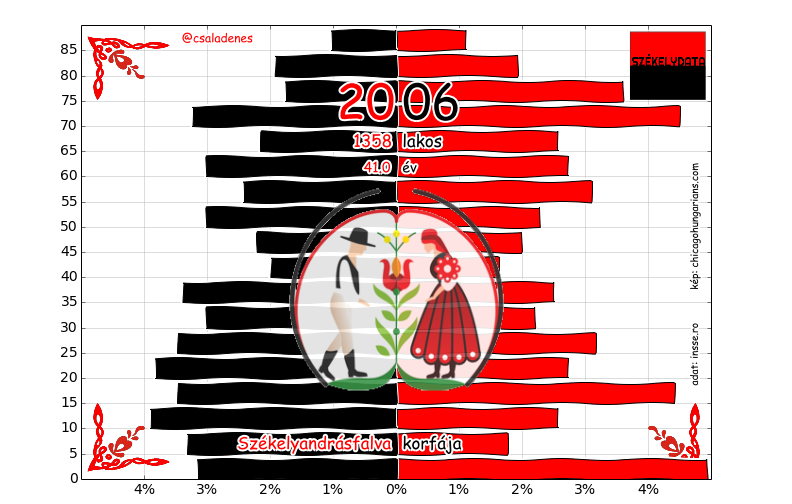 @csaladenes
SZÉKELYDATA
2006
1358 lakos
41.0 év
kép: chicagohungarians.com
adat: insse.ro
Székelyandrásfalva korfája
85
80
75
70
65
60
55
50
45
40
35
30
25
20
15
10
5
0
4% 3% 2% 1% 0% 1% 2% 3% 4%